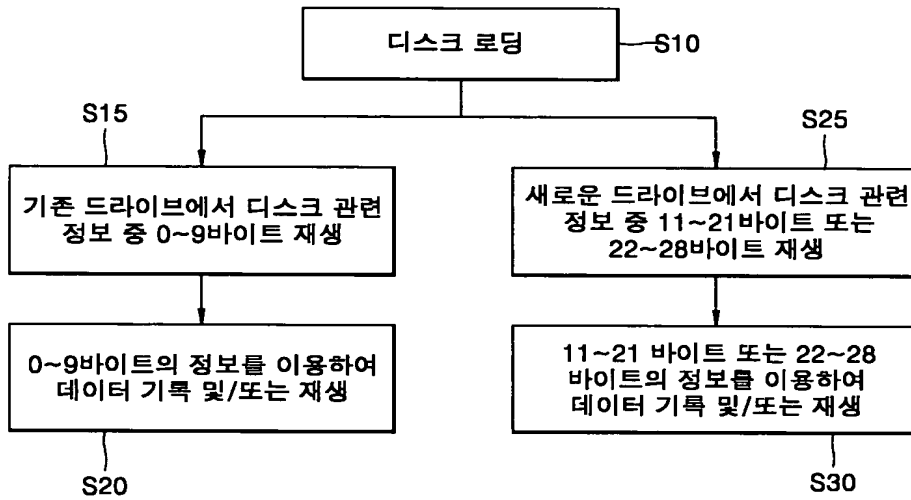 디스크 로딩
S10
S15
기존 드라이브에서 디스크 관련
정보 중 0~9바이트 재생
S25
새로운 드라이브에서 디스크 관련
정보 중 11~21바이트 또는
22~28바이트 재생
0~9바이트의 정보를 이용하여
데이터 기록 및/또는 재생
S20
11~21 바이트 또는 22~28
바이트의 정보를 이용하여
데이터 기록 및/또는 재생
S30